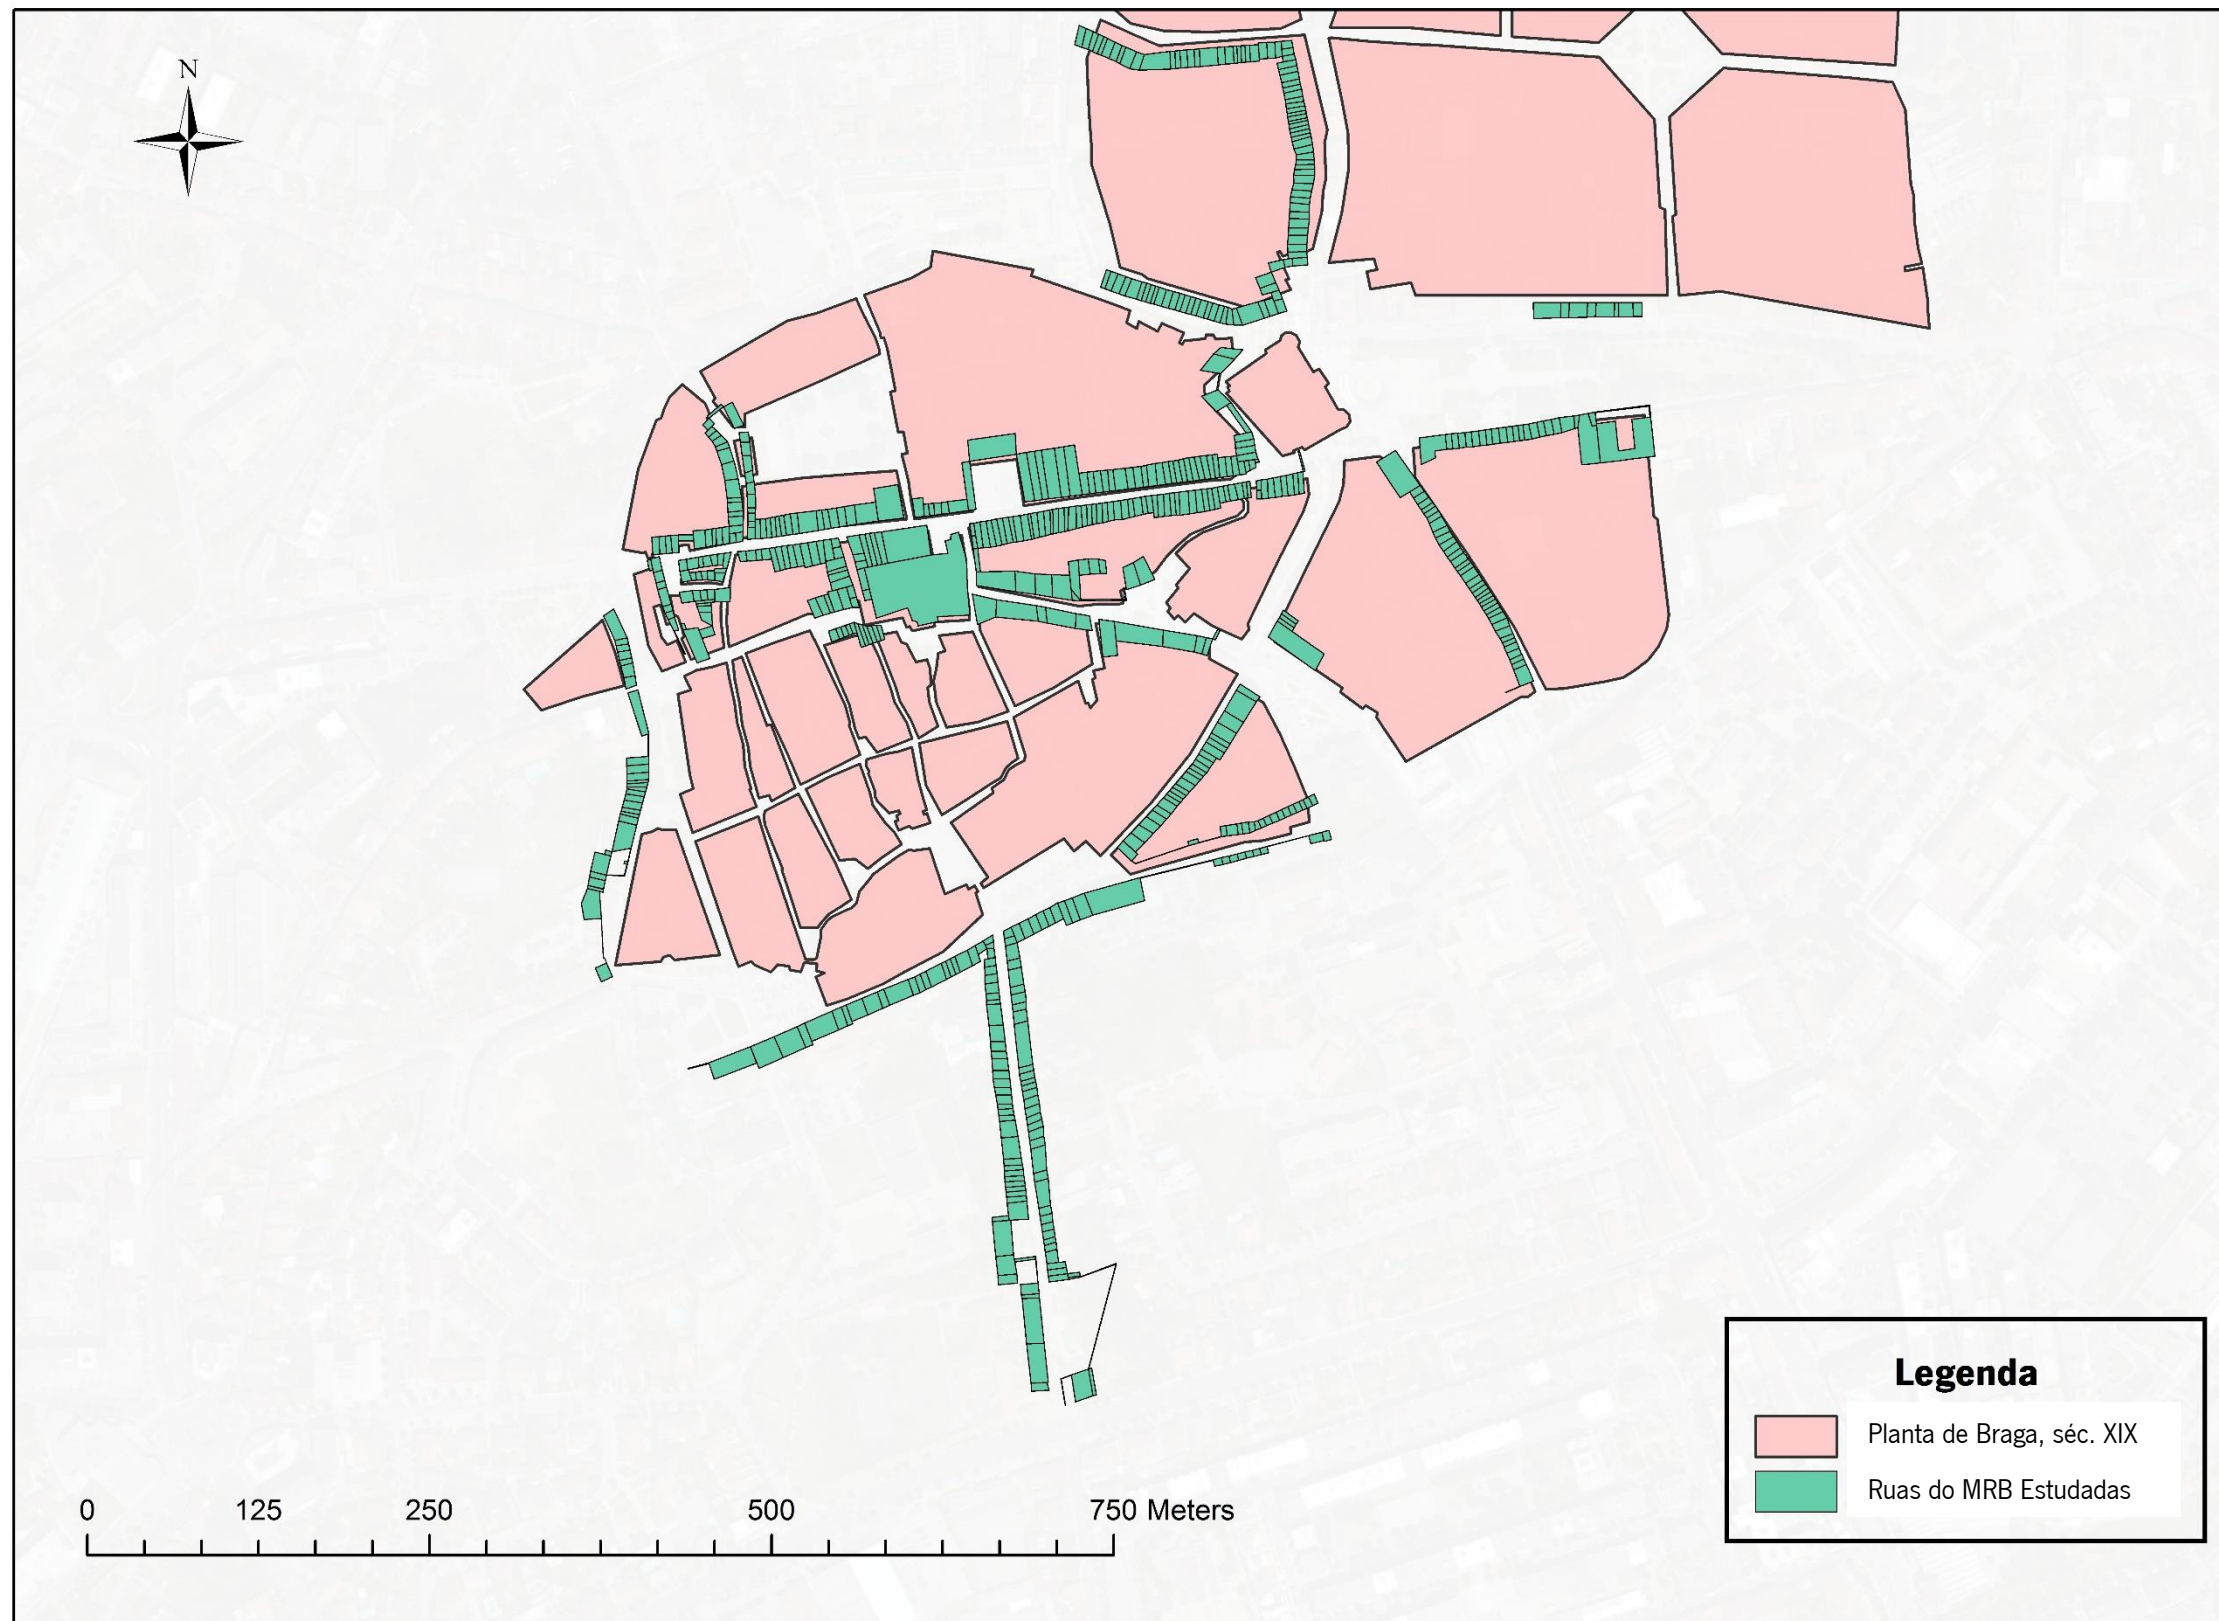 N
Legenda
Planta de Braga, séc. XIX
Ruas do MRB Estudadas
0 125 250 500 750 Meters